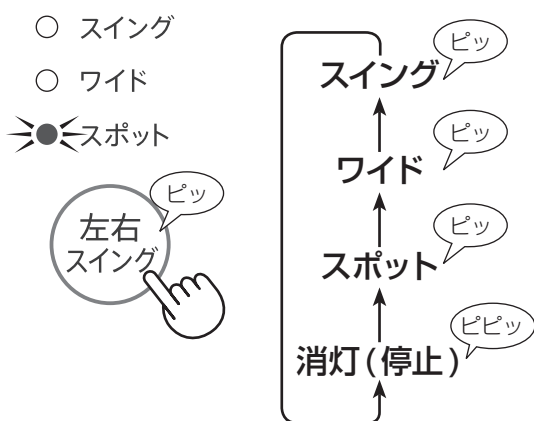 スイング
ワイド
スポット
ピッ
左右
スイング
ピッ
スイング
ピッ
ワイド
ピッ
スポット
ピピッ
消灯(停止)